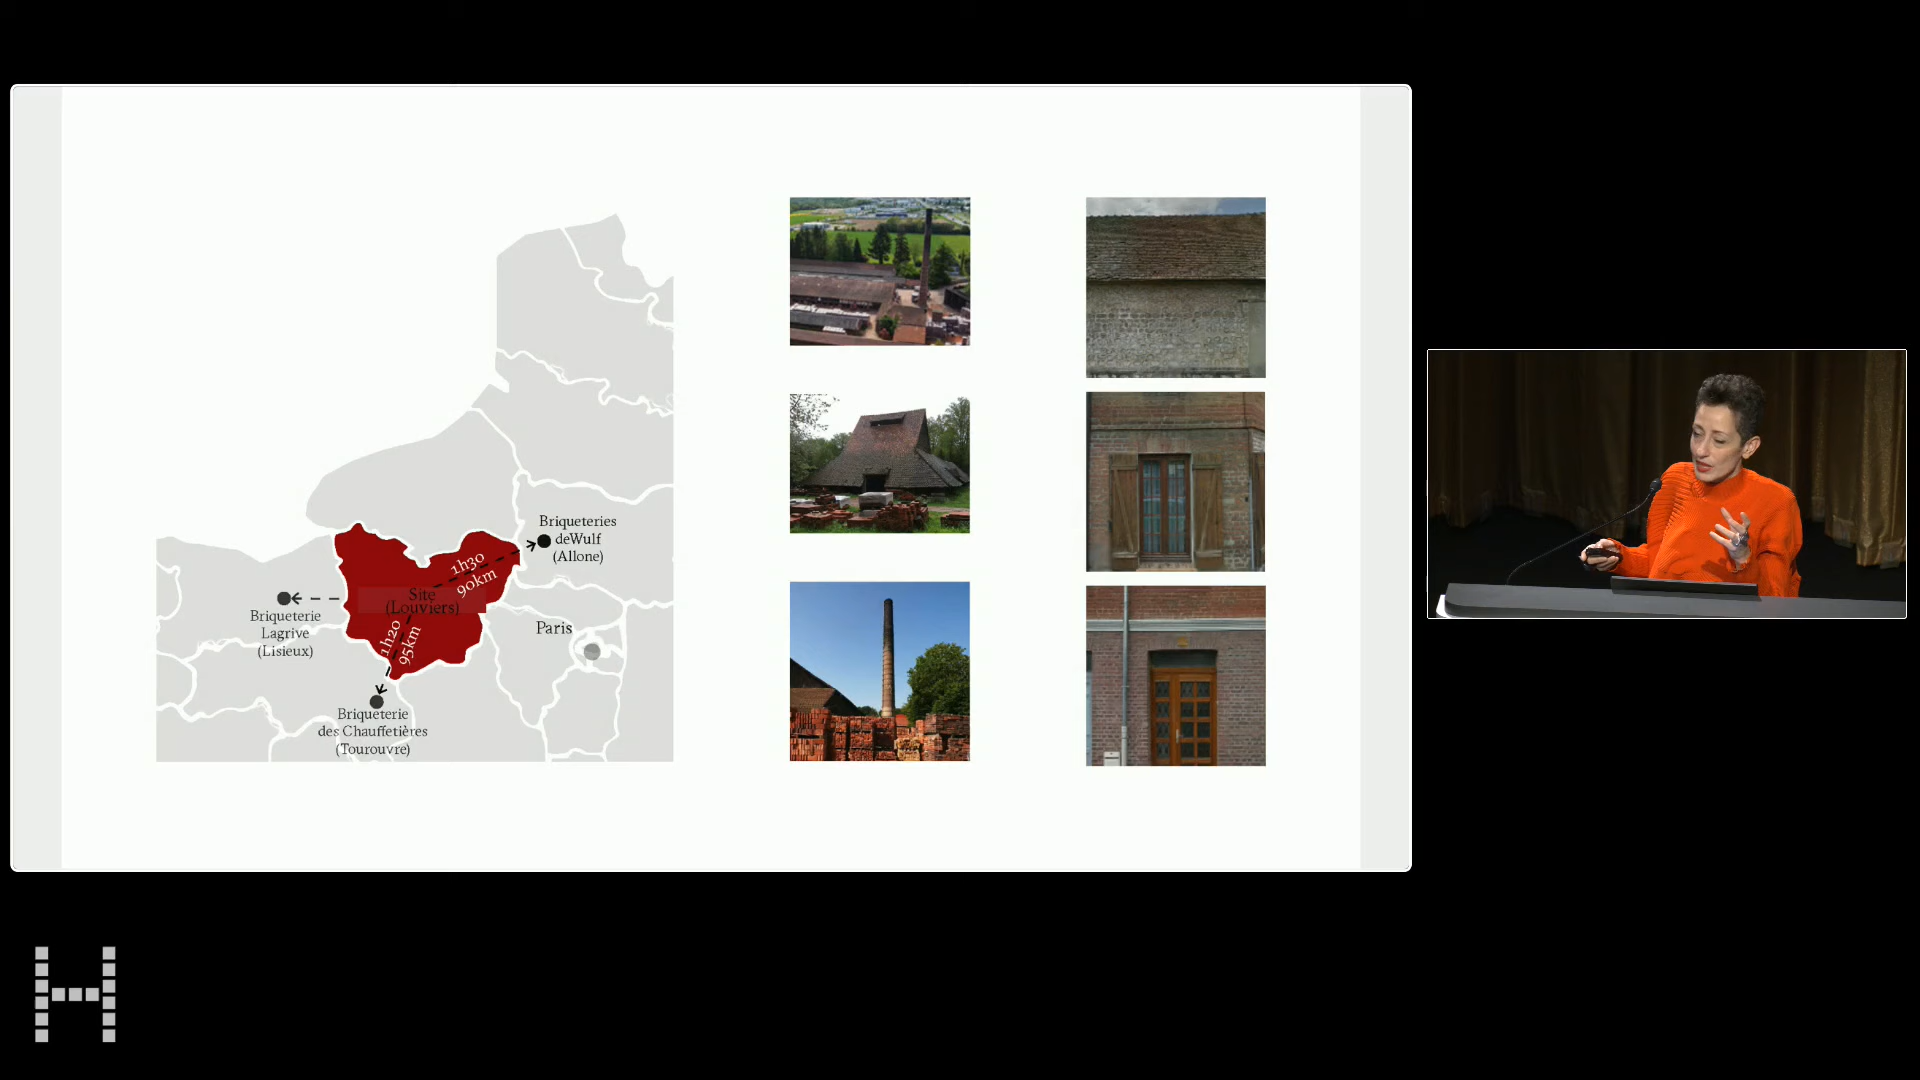 Briqueteries
deWulf
(Allone)
1h30
90km
Site
(Louviers)
Briqueterie
Lagrive
(Lisieux)
Paris
1h20
95km
Briqueterie
des Chauffetières
(Tourouvre)
H